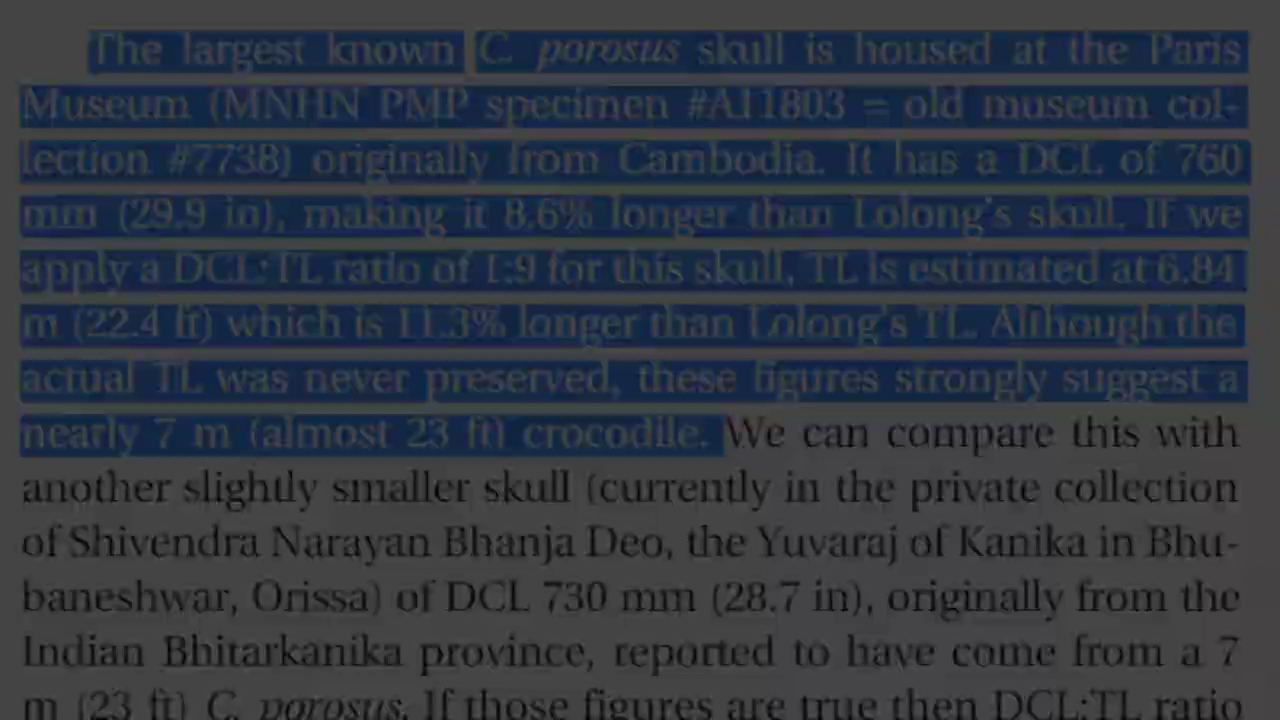 The largest known C. porosus skull is housed at the Paris
Museum (MNHN PMP specimen #A11803 = old museum col-
lection #7738) originally from Cambodia. It has a DCL of 760
mm (29.9 in), making it 8.6% longer than Lolong's skull. If we
apply a DCL:TL ratio of 1:9 for this skull, TL is estimated at 6.84
m (22.4 ft) which is 11.3% longer than Lolong's TL. Although the
actual TL was never preserved, these figures strongly suggest a
nearly 7 m (almost 23 ft) crocodile. We can compare this with
another slightly smaller skull (currently in the private collection
of Shivendra Narayan Bhanja Deo, the Yuvaraj of Kanika in Bhu-
baneshwar, Orissa) of DCL 730 mm (28.7 in), originally from the
Indian Bhitarkanika province, reported to have come from a 7
m (23 ft) C. porosus. If those figures are true then DCL:TL ratio